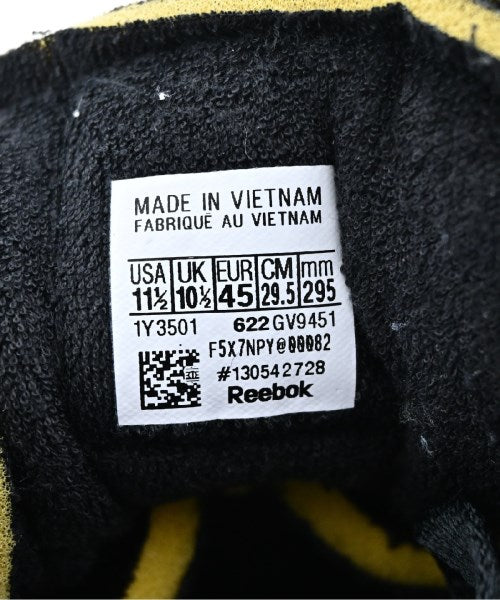 MADE IN VIETNAM
FABRIQUÉ AU VIETNAM
USA UK EUR CM mm
11½ 10½ 45 29.5 295
1Y3501 622 GV9451
F5X7NPY@00082
#130542728
Reebok